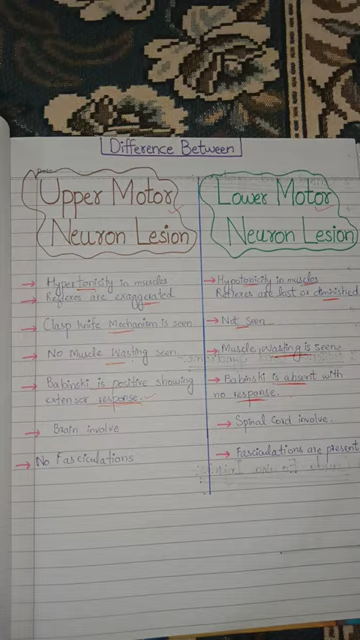 Difference Between
Upper Motor
Neuron Lesion
Lower Motor
Neuron Lesion
→ Hypertonicity in muscles
→ Reflexes are exaggerated
→ Clasp knife Mechanism is seen
→ No Muscle Wasting seen
→ Babinski is positive showing
extensor response.
→ Brain involve
→ No Fasciculations
→ Hypotonicity in muscles
Reflexes are lost or diminished
→ Not seen
→ Muscle wasting is seen.
→ Babinski is absent with
no response.
→ Spinal Cord involve.
→ Fasciculations are present